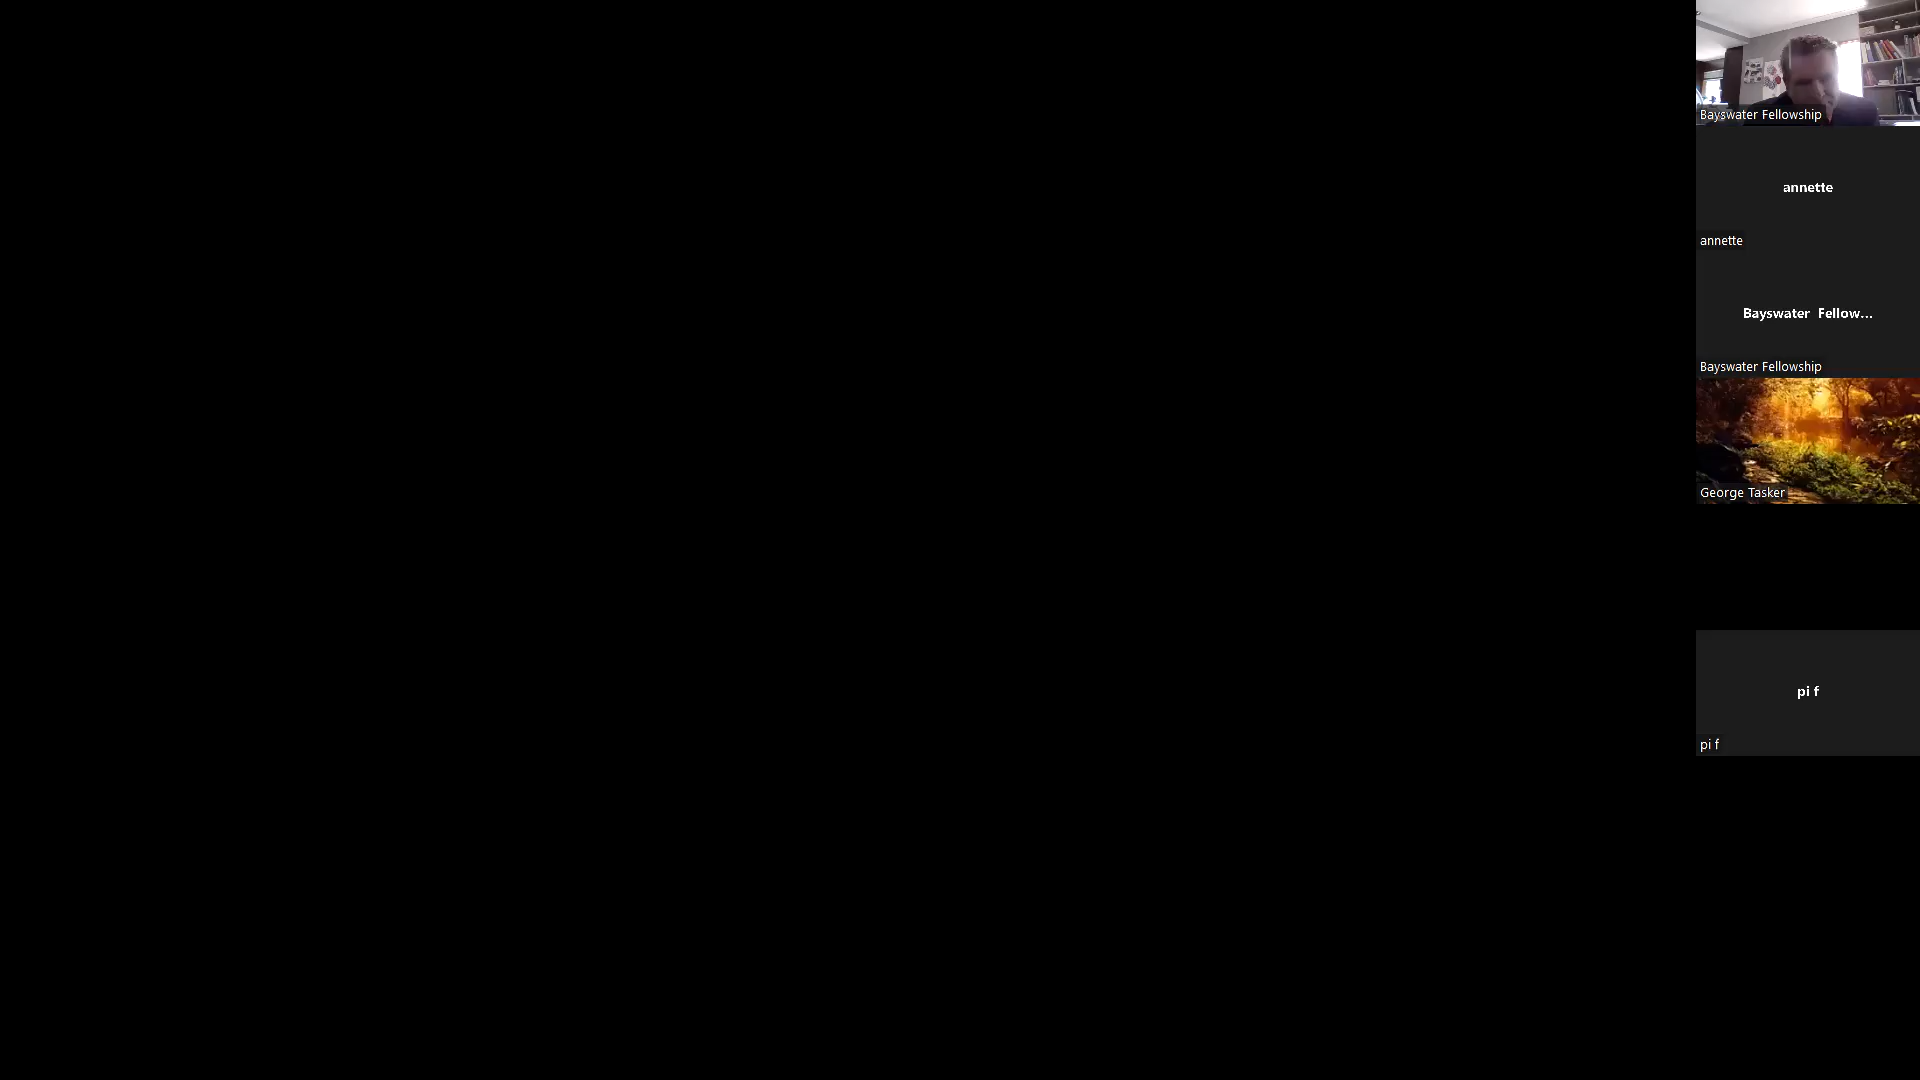 Bayswater Fellowship
annette
annette
Bayswater Fellow...
Bayswater Fellowship
George Tasker
pi f
pi f